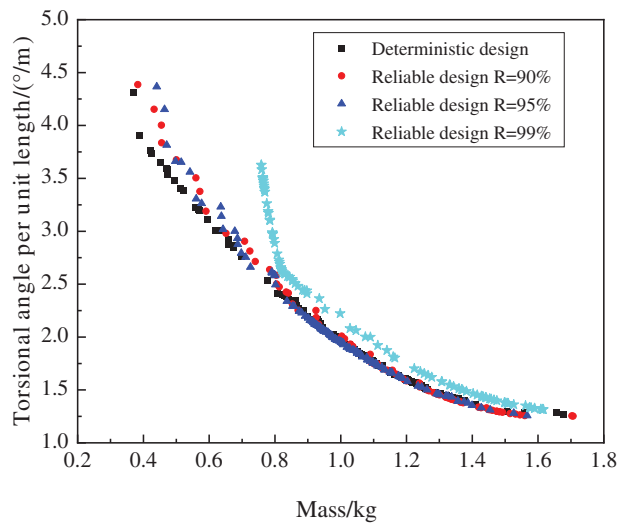 5.0
4.5
4.0
3.5
3.0
2.5
2.0
1.5
1.0
Torsional angle per unit length/(°/m)
Deterministic design
Reliable design R=90%
Reliable design R=95%
Reliable design R=99%
0.2 0.4 0.6 0.8 1.0 1.2 1.4 1.6 1.8
Mass/kg